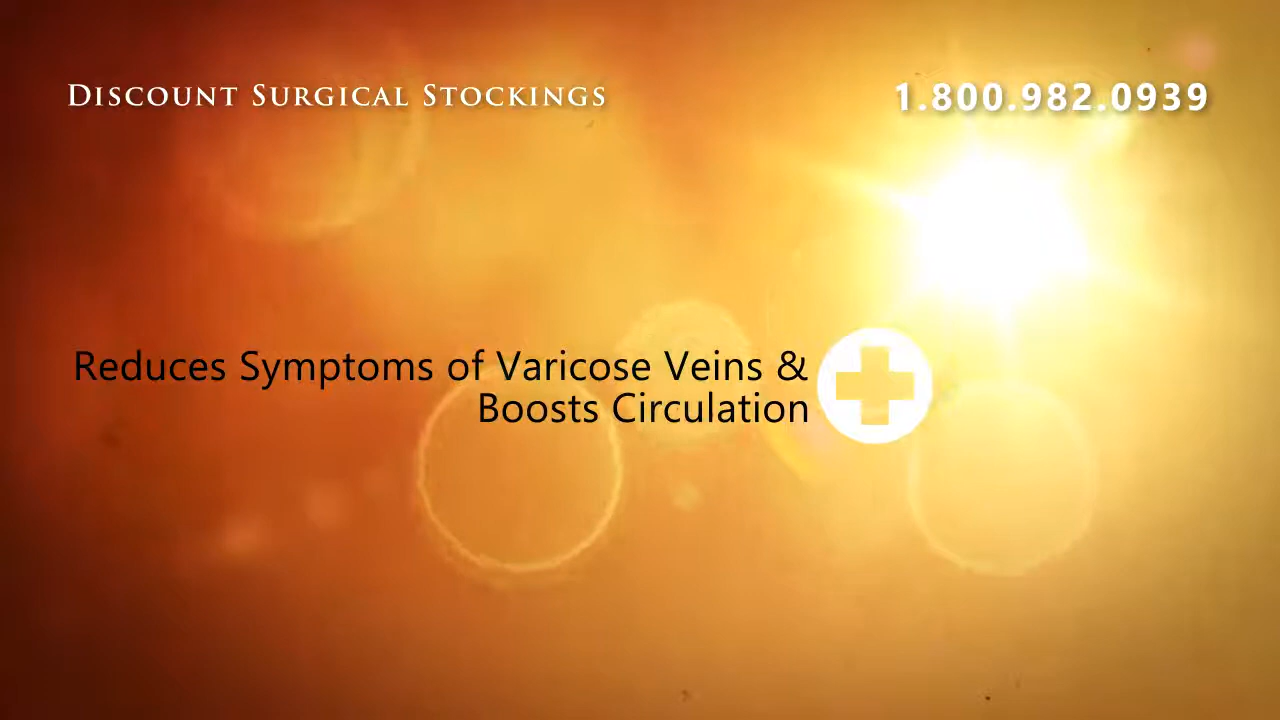 Discount Surgical Stockings
1.800.982.0939
Reduces Symptoms of Varicose Veins &
Boosts Circulation